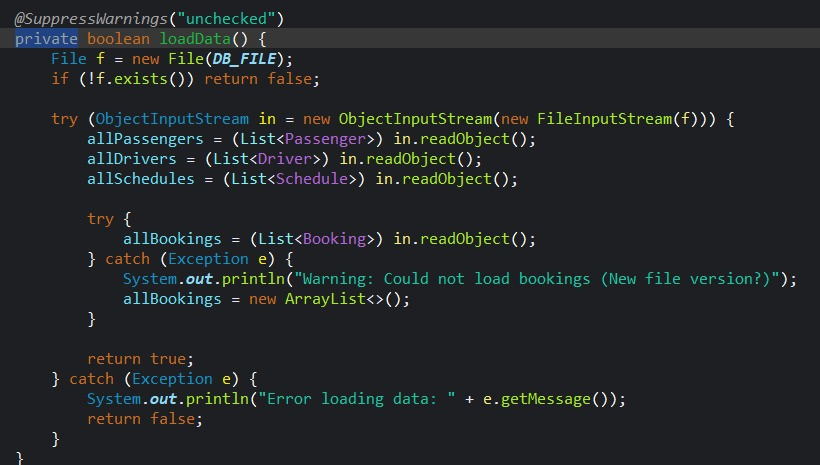 @SuppressWarnings("unchecked")
private boolean loadData() {
    File f = new File(DB_FILE);
    if (!f.exists()) return false;

    try (ObjectInputStream in = new ObjectInputStream(new FileInputStream(f))) {
        allPassengers = (List<Passenger>) in.readObject();
        allDrivers = (List<Driver>) in.readObject();
        allSchedules = (List<Schedule>) in.readObject();

        try {
            allBookings = (List<Booking>) in.readObject();
        } catch (Exception e) {
            System.out.println("Warning: Could not load bookings (New file version?)");
            allBookings = new ArrayList<>();
        }

        return true;
    } catch (Exception e) {
        System.out.println("Error loading data: " + e.getMessage());
        return false;
    }
}